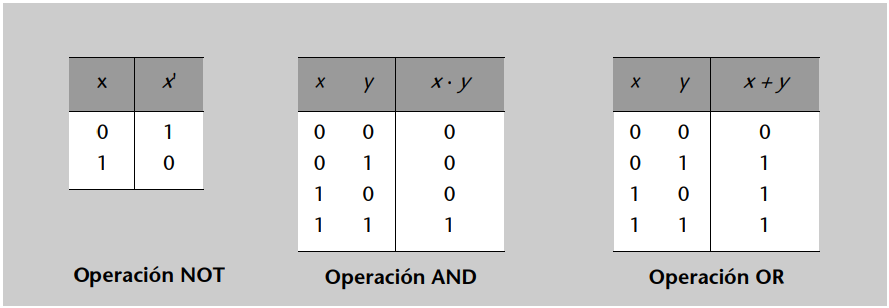 x x'
0 1
1 0
Operación NOT
x y x · y
0 0 0
0 1 0
1 0 0
1 1 1
Operación AND
x y x + y
0 0 0
0 1 1
1 0 1
1 1 1
Operación OR